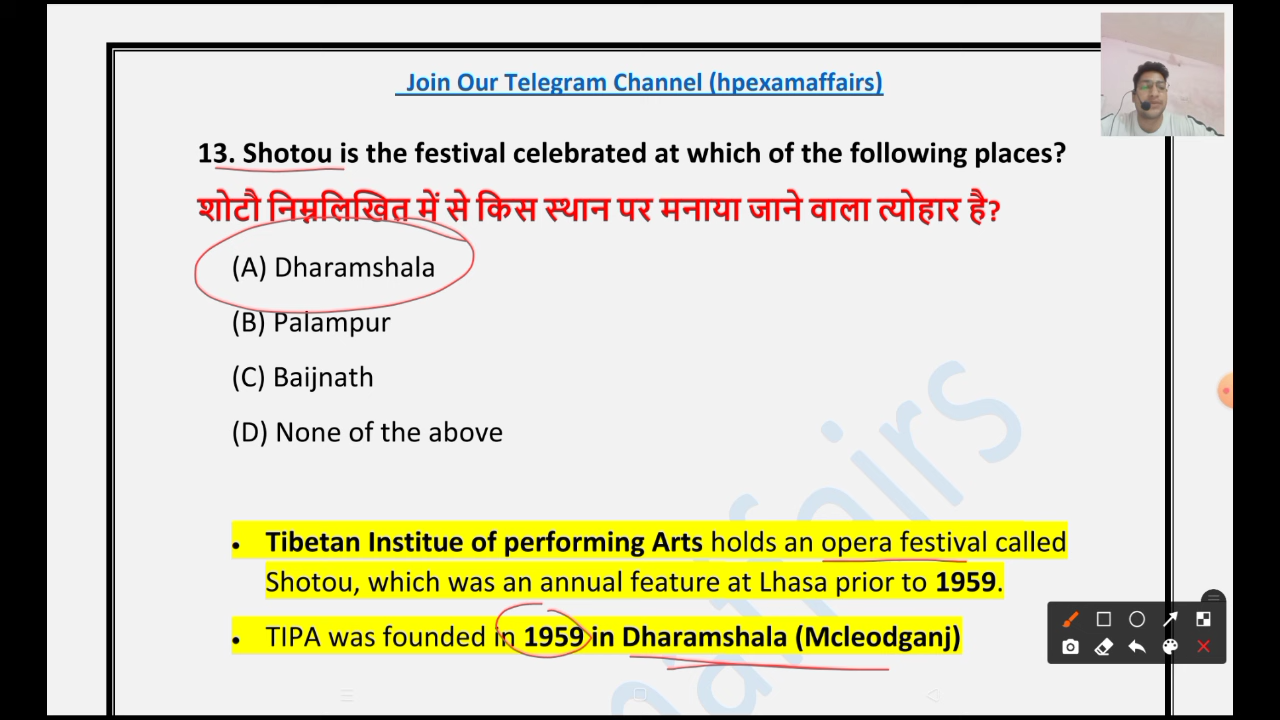 Join Our Telegram Channel (hpexamaffairs)
13. Shotou is the festival celebrated at which of the following places?
शोटौ निम्नलिखित में से किस स्थान पर मनाया जाने वाला त्योहार है?
(A) Dharamshala
(B) Palampur
(C) Baijnath
(D) None of the above
• Tibetan Institue of performing Arts holds an opera festival called
Shotou, which was an annual feature at Lhasa prior to 1959.
• TIPA was founded in 1959 in Dharamshala (Mcleodganj)